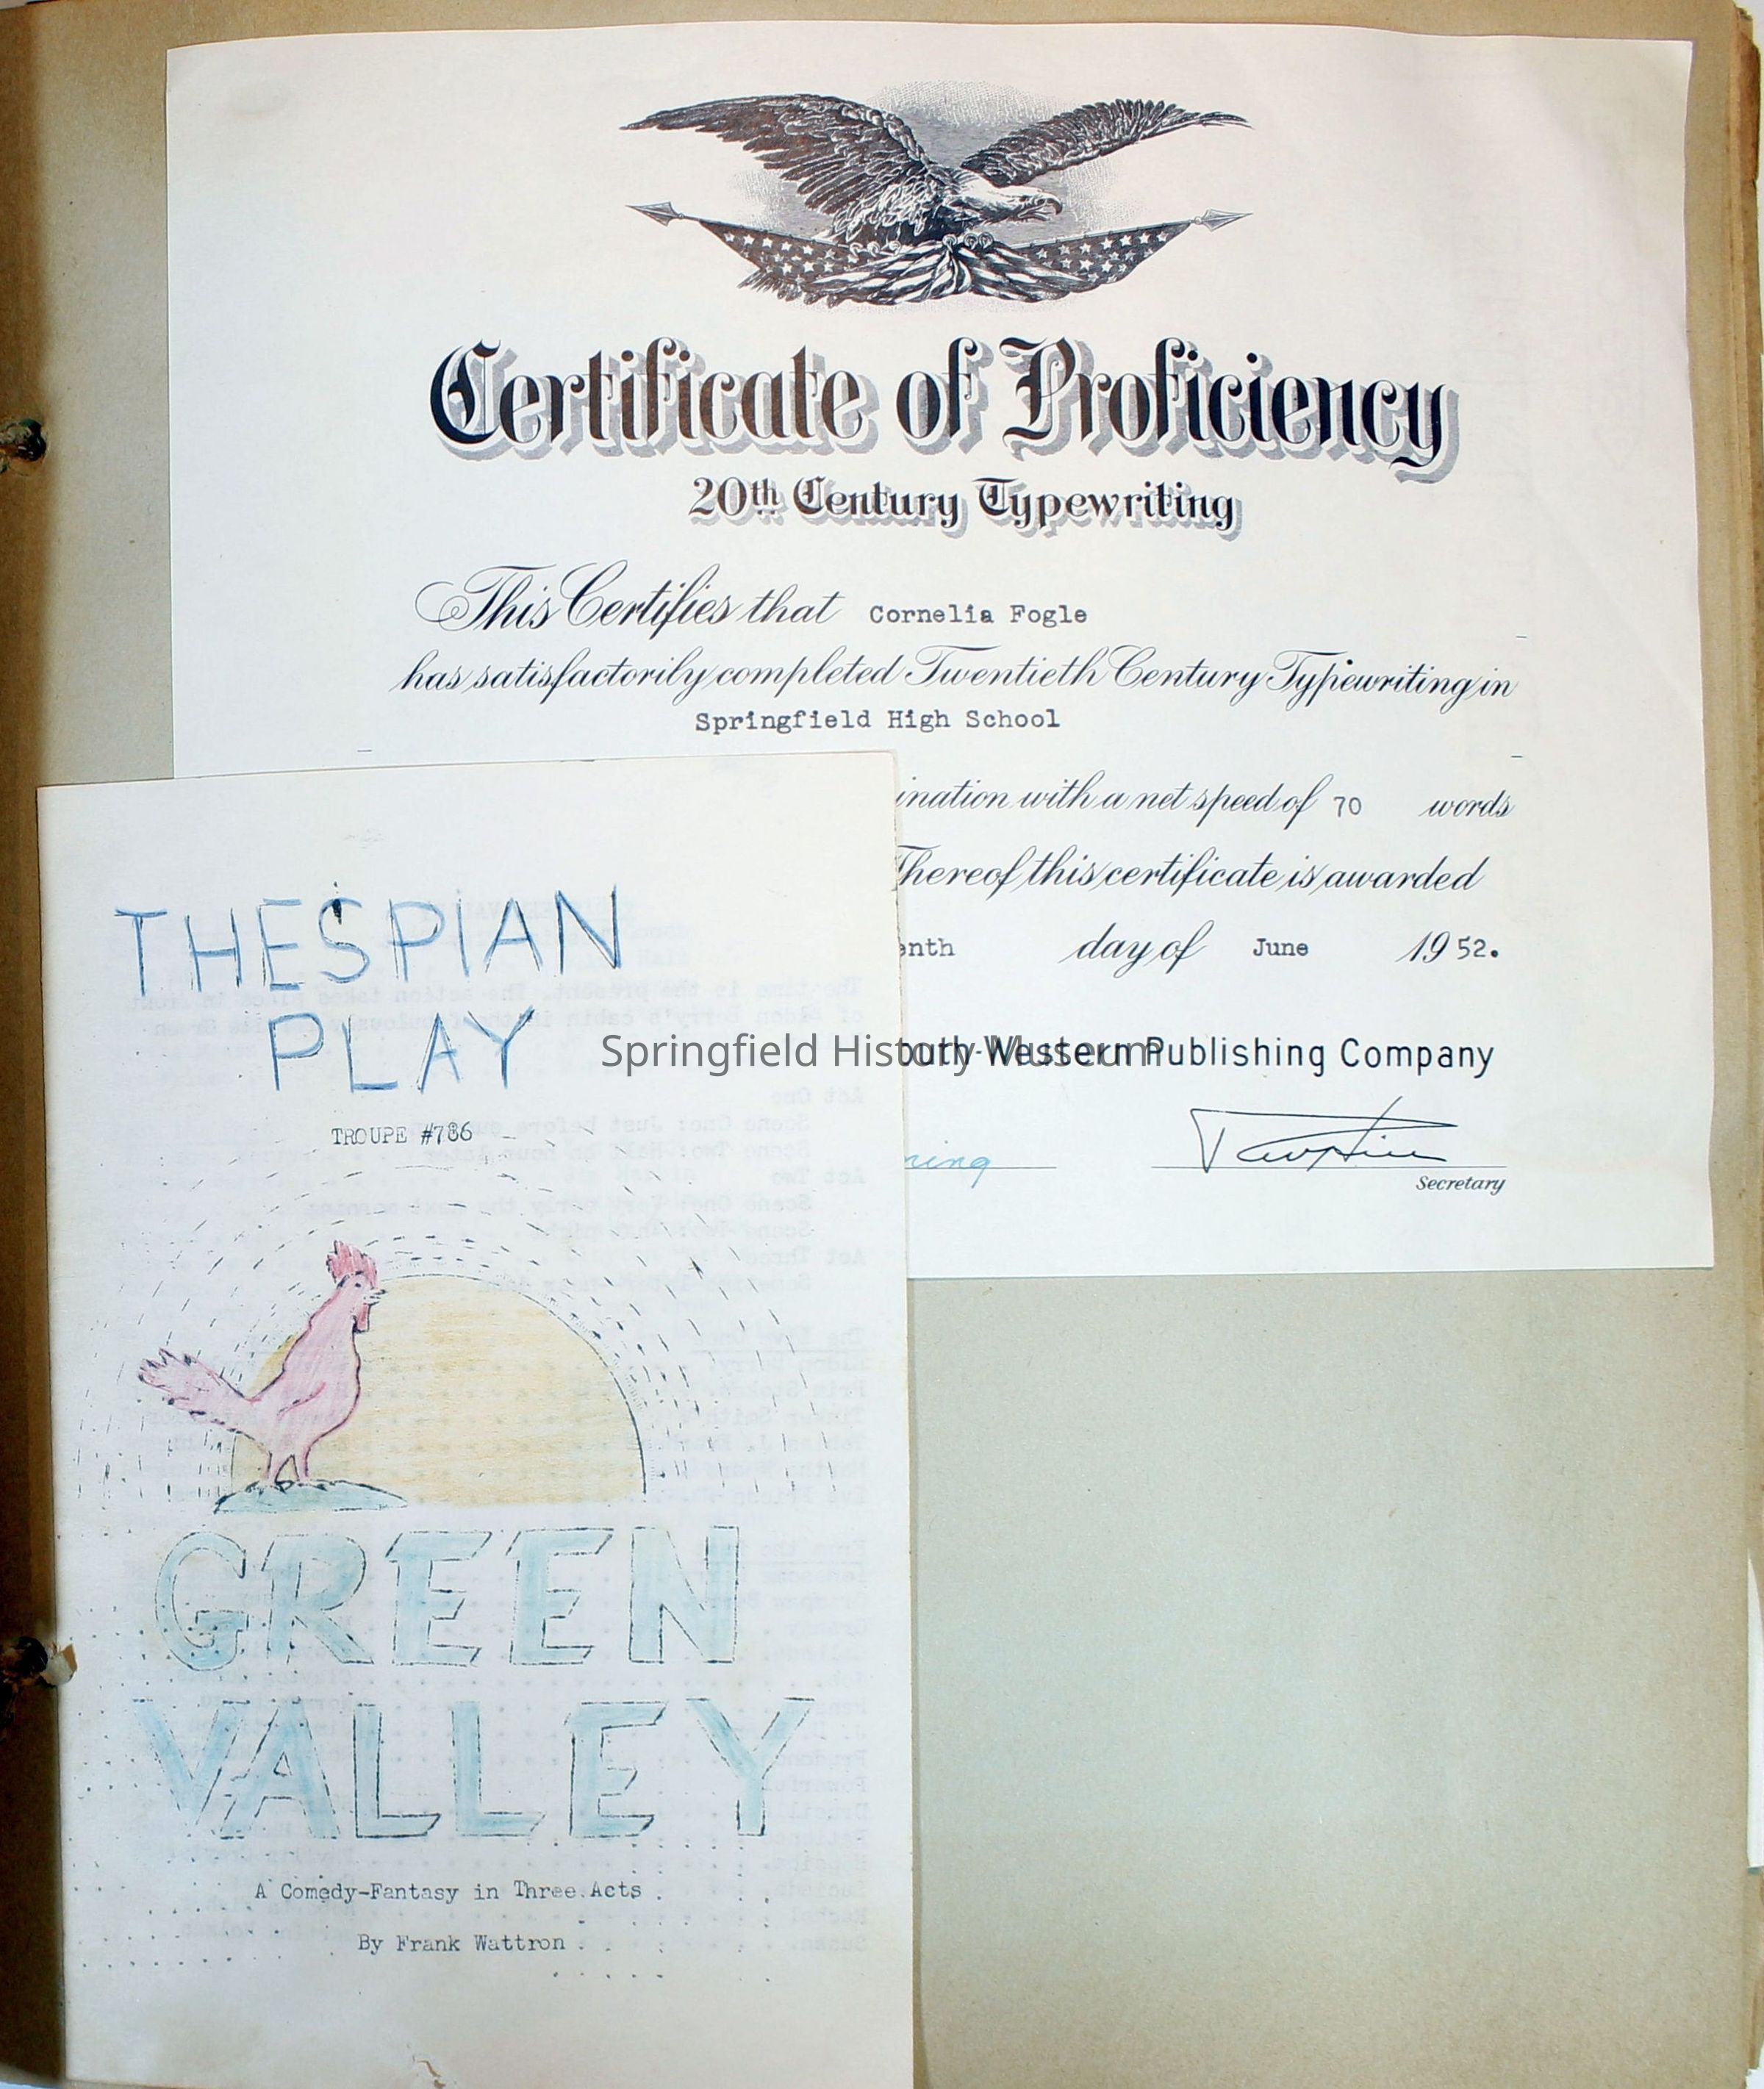 Certificate of Proficiency
20th Century Typewriting
This Certifies that Cornelia Fogle
has satisfactorily completed Twentieth Century Typewriting in
Springfield High School
ination with a net speed of 70 words
Thereof this certificate is awarded
enth day of June 1952.
outh-Western Publishing Company
Secretary
THESPIAN
PLAY
TROUPE #786
GREEN
VALLEY
A Comedy-Fantasy in Three Acts
By Frank Wattron
Springfield History Museum